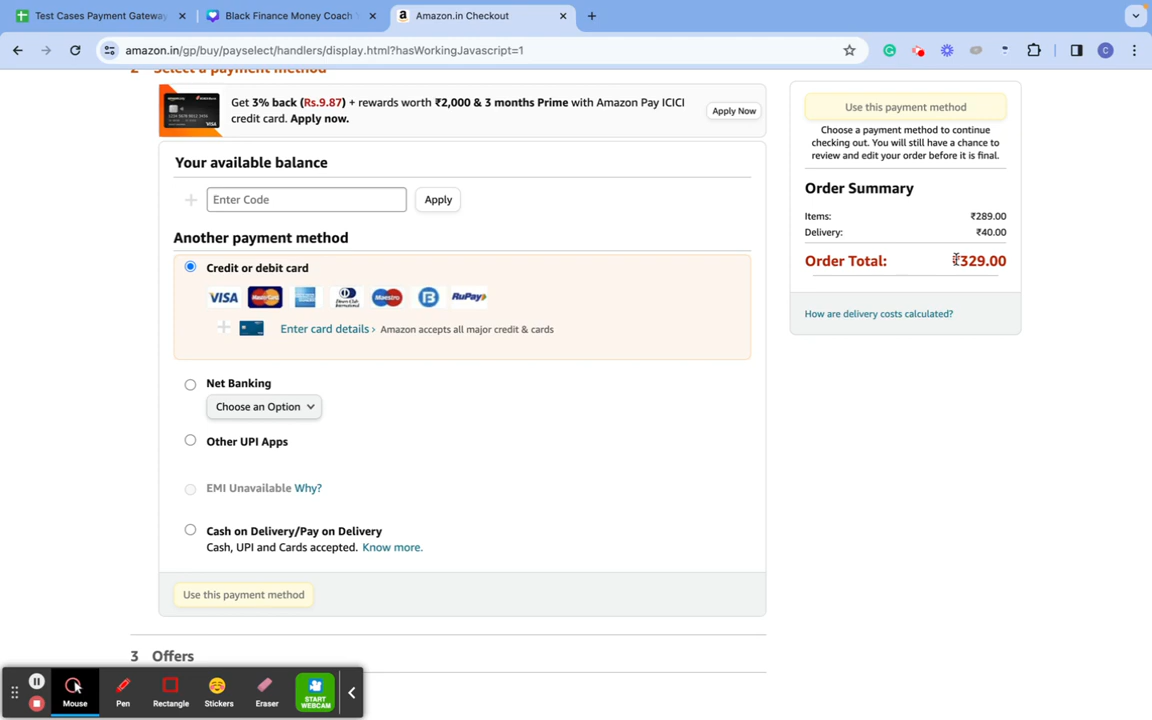 Test Cases Payment Gateway
Black Finance Money Coach
Amazon.in Checkout
amazon.in/gp/buy/payselect/handlers/display.html?hasWorkingJavascript=1
C
2 Select a payment method
Get 3% back (Rs.9.87) + rewards worth ₹2,000 & 3 months Prime with Amazon Pay ICICI
credit card. Apply now.
Apply Now
VISA
Your available balance
Enter Code
Apply
Another payment method
Credit or debit card
VISA MasterCard Diners Club International Maestro B RuPay
Enter card details › Amazon accepts all major credit & cards
Net Banking
Choose an Option
Other UPI Apps
EMI Unavailable Why?
Cash on Delivery/Pay on Delivery
Cash, UPI and Cards accepted. Know more.
Use this payment method
3 Offers
Use this payment method
Choose a payment method to continue
checking out. You will still have a chance to
review and edit your order before it is final.
Order Summary
Items: ₹289.00
Delivery: ₹40.00
Order Total: ₹329.00
How are delivery costs calculated?
Mouse
Pen
Rectangle
Stickers
Eraser
START
WEBCAM